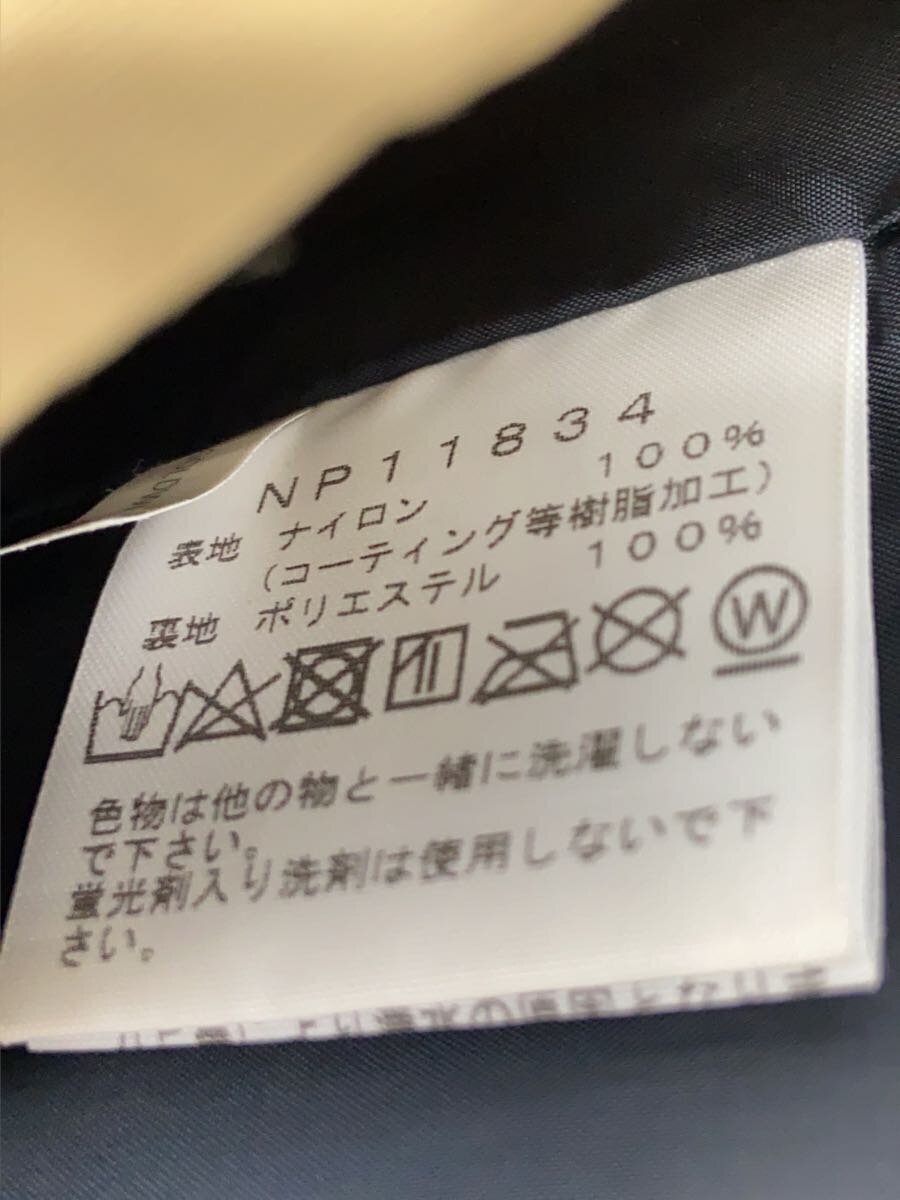 NP11834
表地 ナイロン 100%
(コーティング等樹脂加工)
裏地 ポリエステル 100%
W
色物は他の物と一緒に洗濯しない
で下さい。
蛍光剤入り洗剤は使用しないで下
さい。